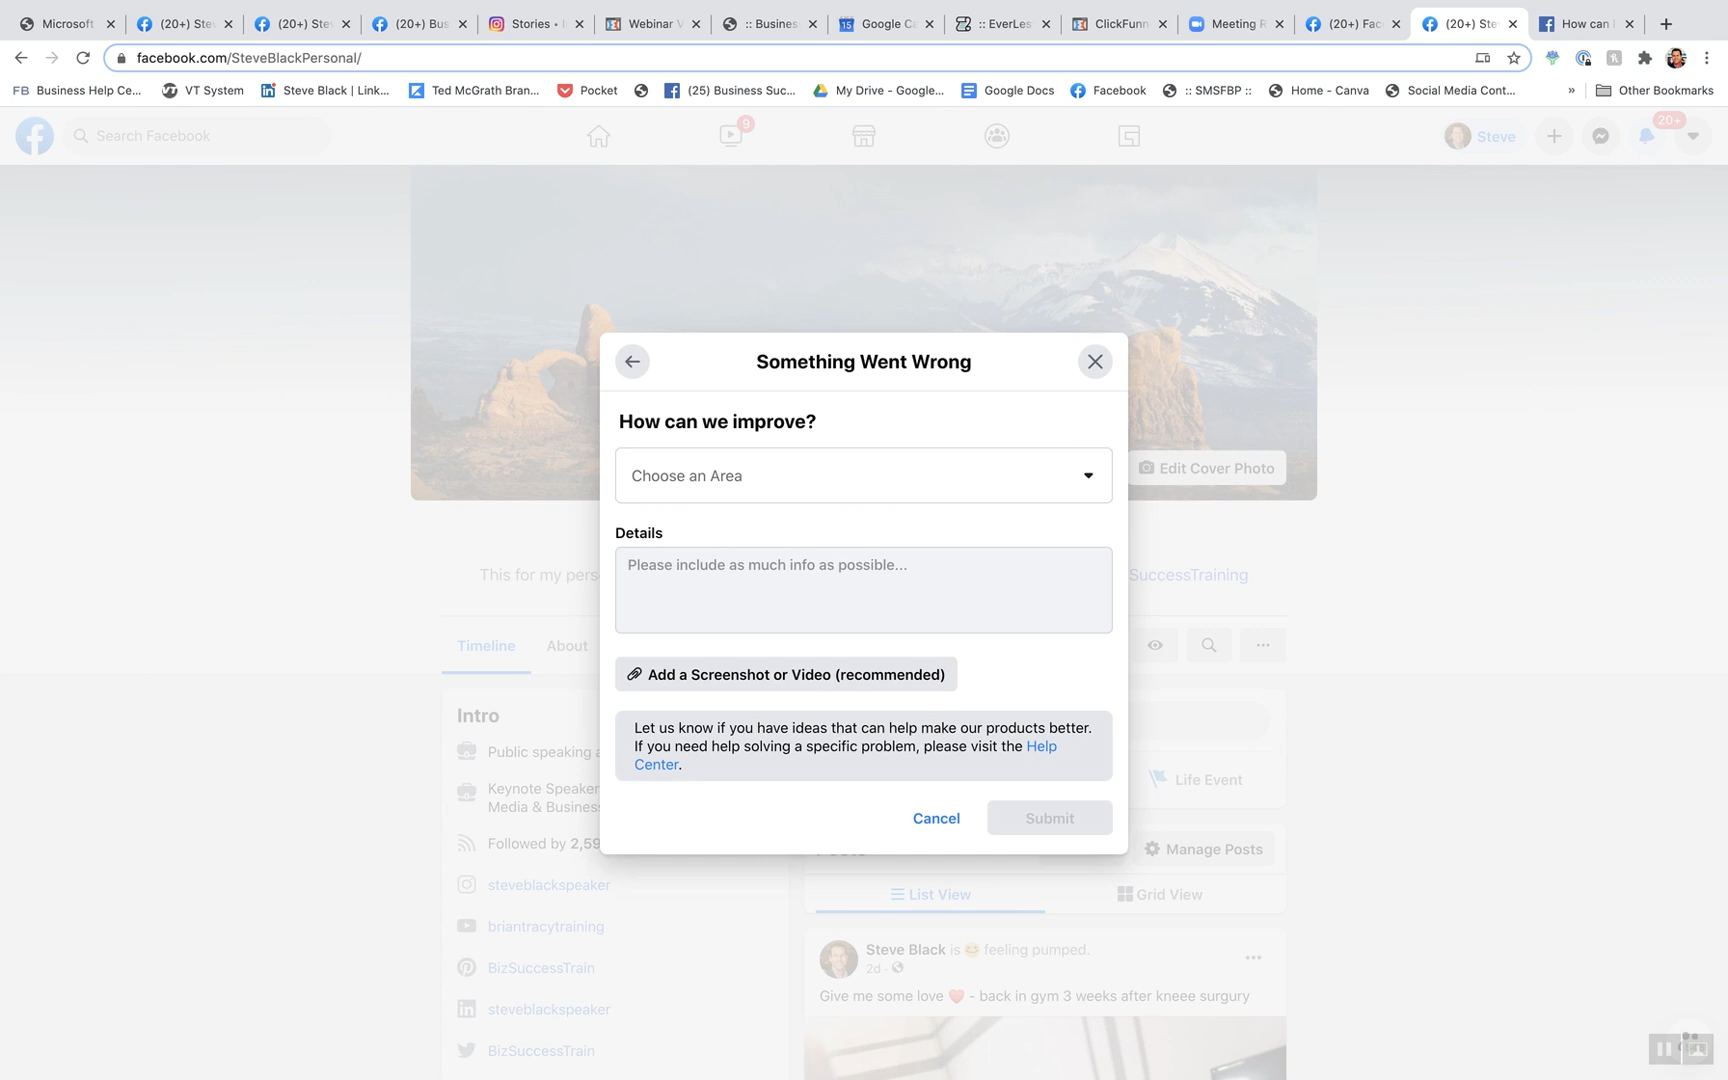 Microsoft
(20+) Stev
(20+) Ste
(20+) Bus
Stories •
Webinar
:: Busines
Google Ca
:: EverLes
ClickFunn
Meeting R
(20+) Fac
(20+) Ste
How can
facebook.com/SteveBlackPersonal/
FB Business Help Ce...
VT System
Steve Black | Link...
Ted McGrath Bran...
Pocket
(25) Business Suc...
My Drive - Google...
Google Docs
Facebook
:: SMSFBP ::
Home - Canva
Social Media Cont...
»
Other Bookmarks
Search Facebook
9
Steve
20+
Something Went Wrong
How can we improve?
Choose an Area
Edit Cover Photo
Details
Please include as much info as possible...
This for my pers
SuccessTraining
Timeline
About
Add a Screenshot or Video (recommended)
Let us know if you have ideas that can help make our products better.
If you need help solving a specific problem, please visit the Help
Center.
Cancel
Submit
Intro
Public speaking
Keynote Speaker
Media & Business
Followed by 2,59
steveblackspeaker
briantracytraining
BizSuccessTrain
steveblackspeaker
BizSuccessTrain
Life Event
Posts
Manage Posts
List View
Grid View
Steve Black is 😆 feeling pumped.
2d ·
Give me some love ❤️ - back in gym 3 weeks after kneee surgury